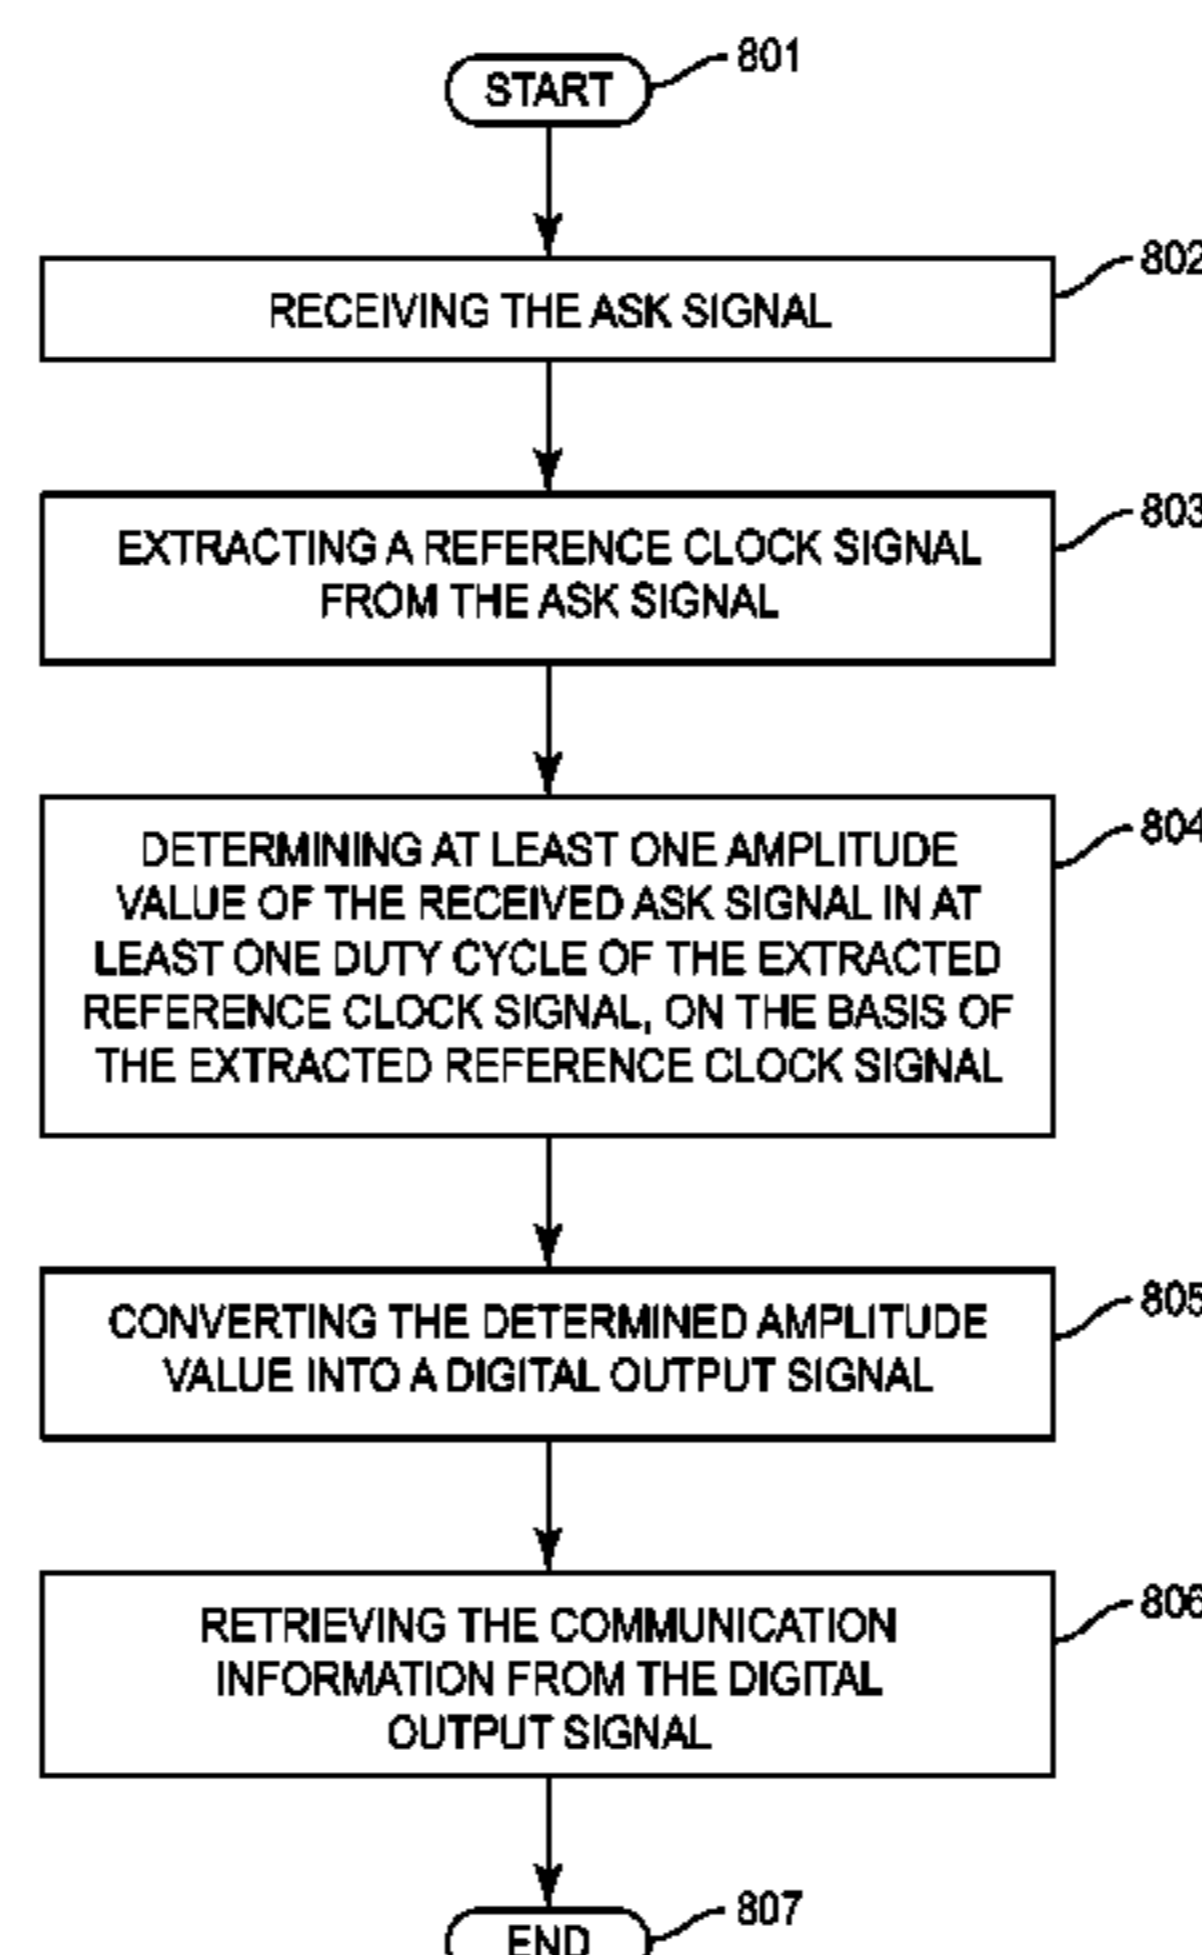 START
801
RECEIVING THE ASK SIGNAL
802
EXTRACTING A REFERENCE CLOCK SIGNAL
FROM THE ASK SIGNAL
803
DETERMINING AT LEAST ONE AMPLITUDE
VALUE OF THE RECEIVED ASK SIGNAL IN AT
LEAST ONE DUTY CYCLE OF THE EXTRACTED
REFERENCE CLOCK SIGNAL, ON THE BASIS OF
THE EXTRACTED REFERENCE CLOCK SIGNAL
804
CONVERTING THE DETERMINED AMPLITUDE
VALUE INTO A DIGITAL OUTPUT SIGNAL
805
RETRIEVING THE COMMUNICATION
INFORMATION FROM THE DIGITAL
OUTPUT SIGNAL
806
END
807